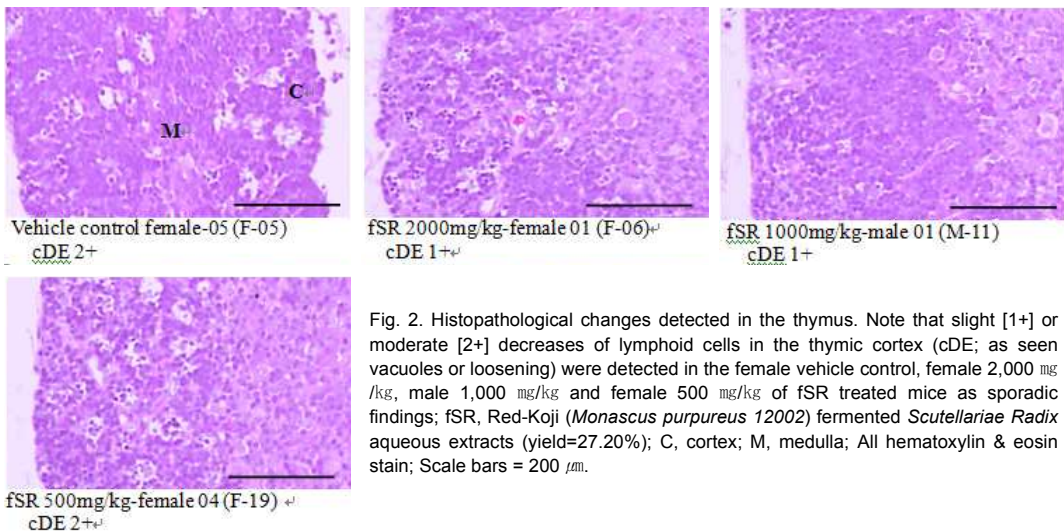 C
M
Vehicle control female-05 (F-05)
cDE 2+
fSR 2000mg/kg-female 01 (F-06)↵
cDE 1+↵
fSR 1000mg/kg-male 01 (M-11)
cDE 1+
fSR 500mg/kg-female 04 (F-19) ↵
cDE 2+↵
Fig. 2. Histopathological changes detected in the thymus. Note that slight [1+] or
moderate [2+] decreases of lymphoid cells in the thymic cortex (cDE; as seen
vacuoles or loosening) were detected in the female vehicle control, female 2,000 ㎎
/㎏, male 1,000 ㎎/㎏ and female 500 ㎎/㎏ of fSR treated mice as sporadic
findings; fSR, Red-Koji (Monascus purpureus 12002) fermented Scutellariae Radix
aqueous extracts (yield=27.20%); C, cortex; M, medulla; All hematoxylin & eosin
stain; Scale bars = 200 ㎛.